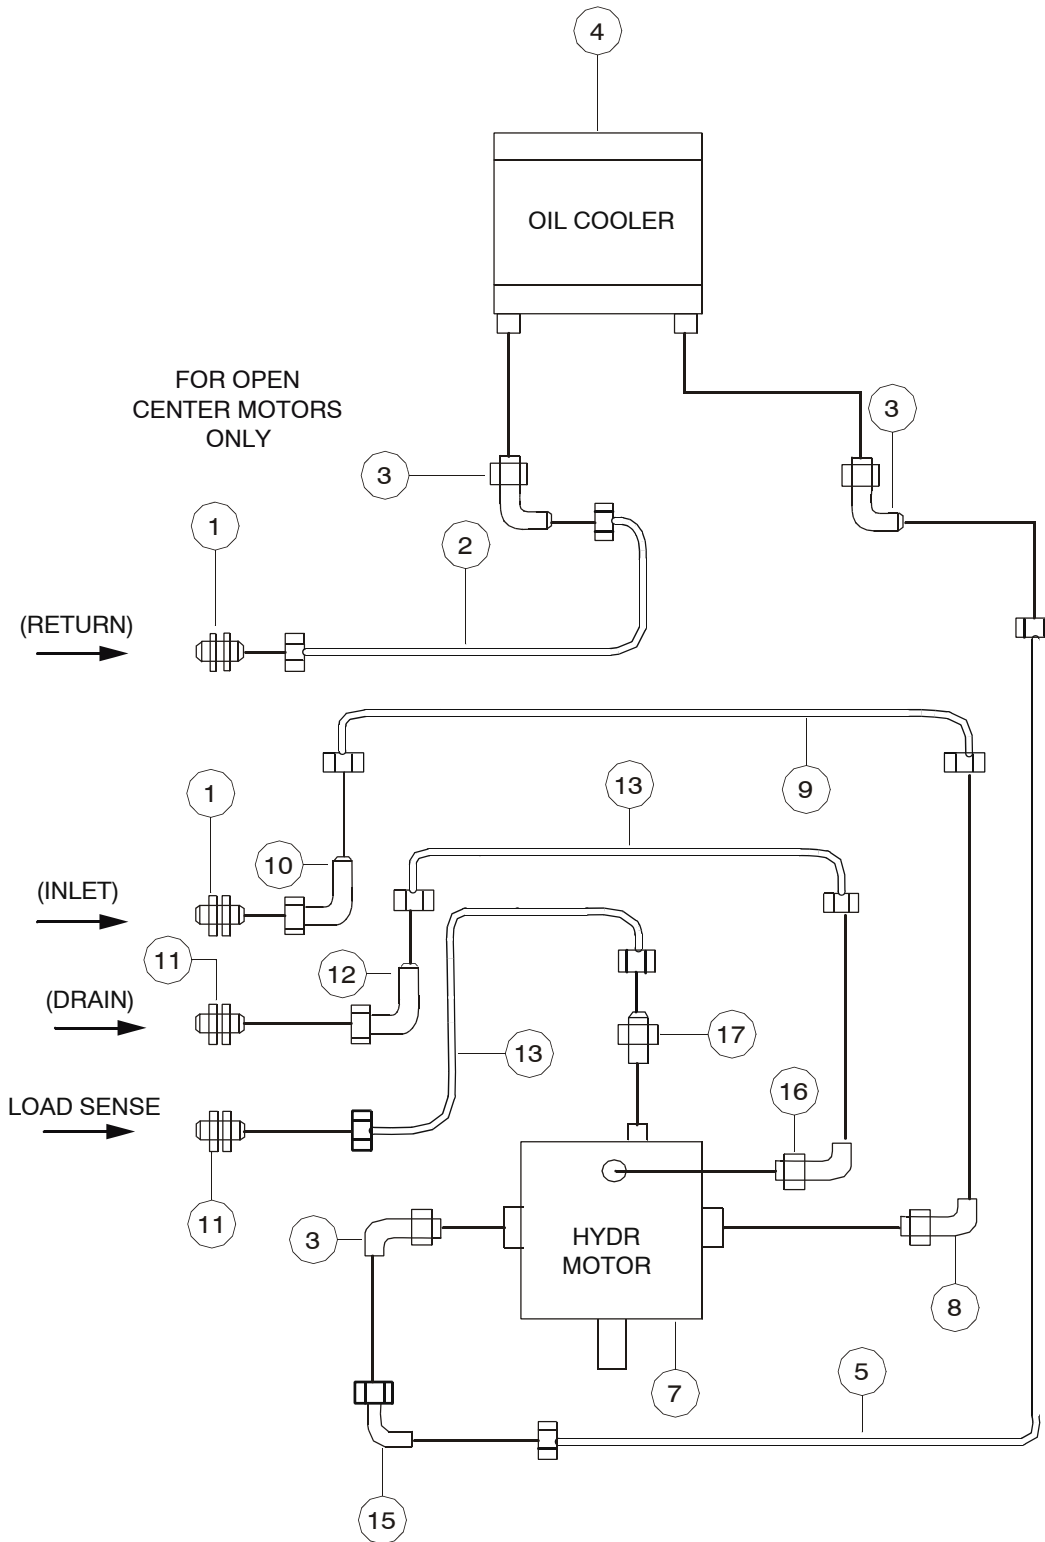 4
OIL COOLER
FOR OPEN
CENTER MOTORS
ONLY
3
3
1
2
(RETURN)
13
9
1
10
(INLET)
11
12
(DRAIN)
17
13
16
LOAD SENSE
11
3
HYDR
MOTOR
8
5
7
15